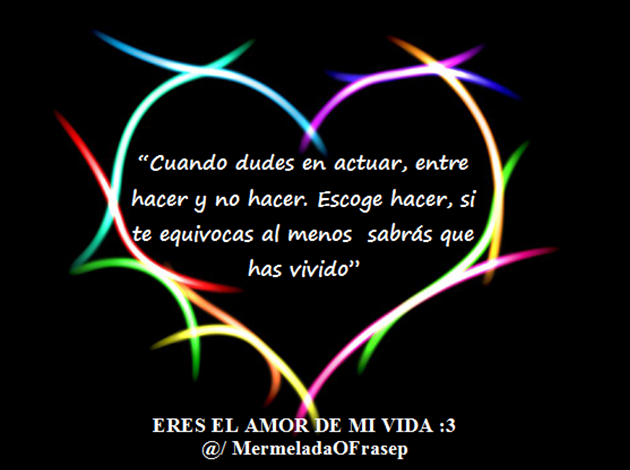 “Cuando dudes en actuar, entre
hacer y no hacer. Escoge hacer, si
te equivocas al menos sabrás que
has vivido”
ERES EL AMOR DE MI VIDA :3
@/ MermeladaOFrasep